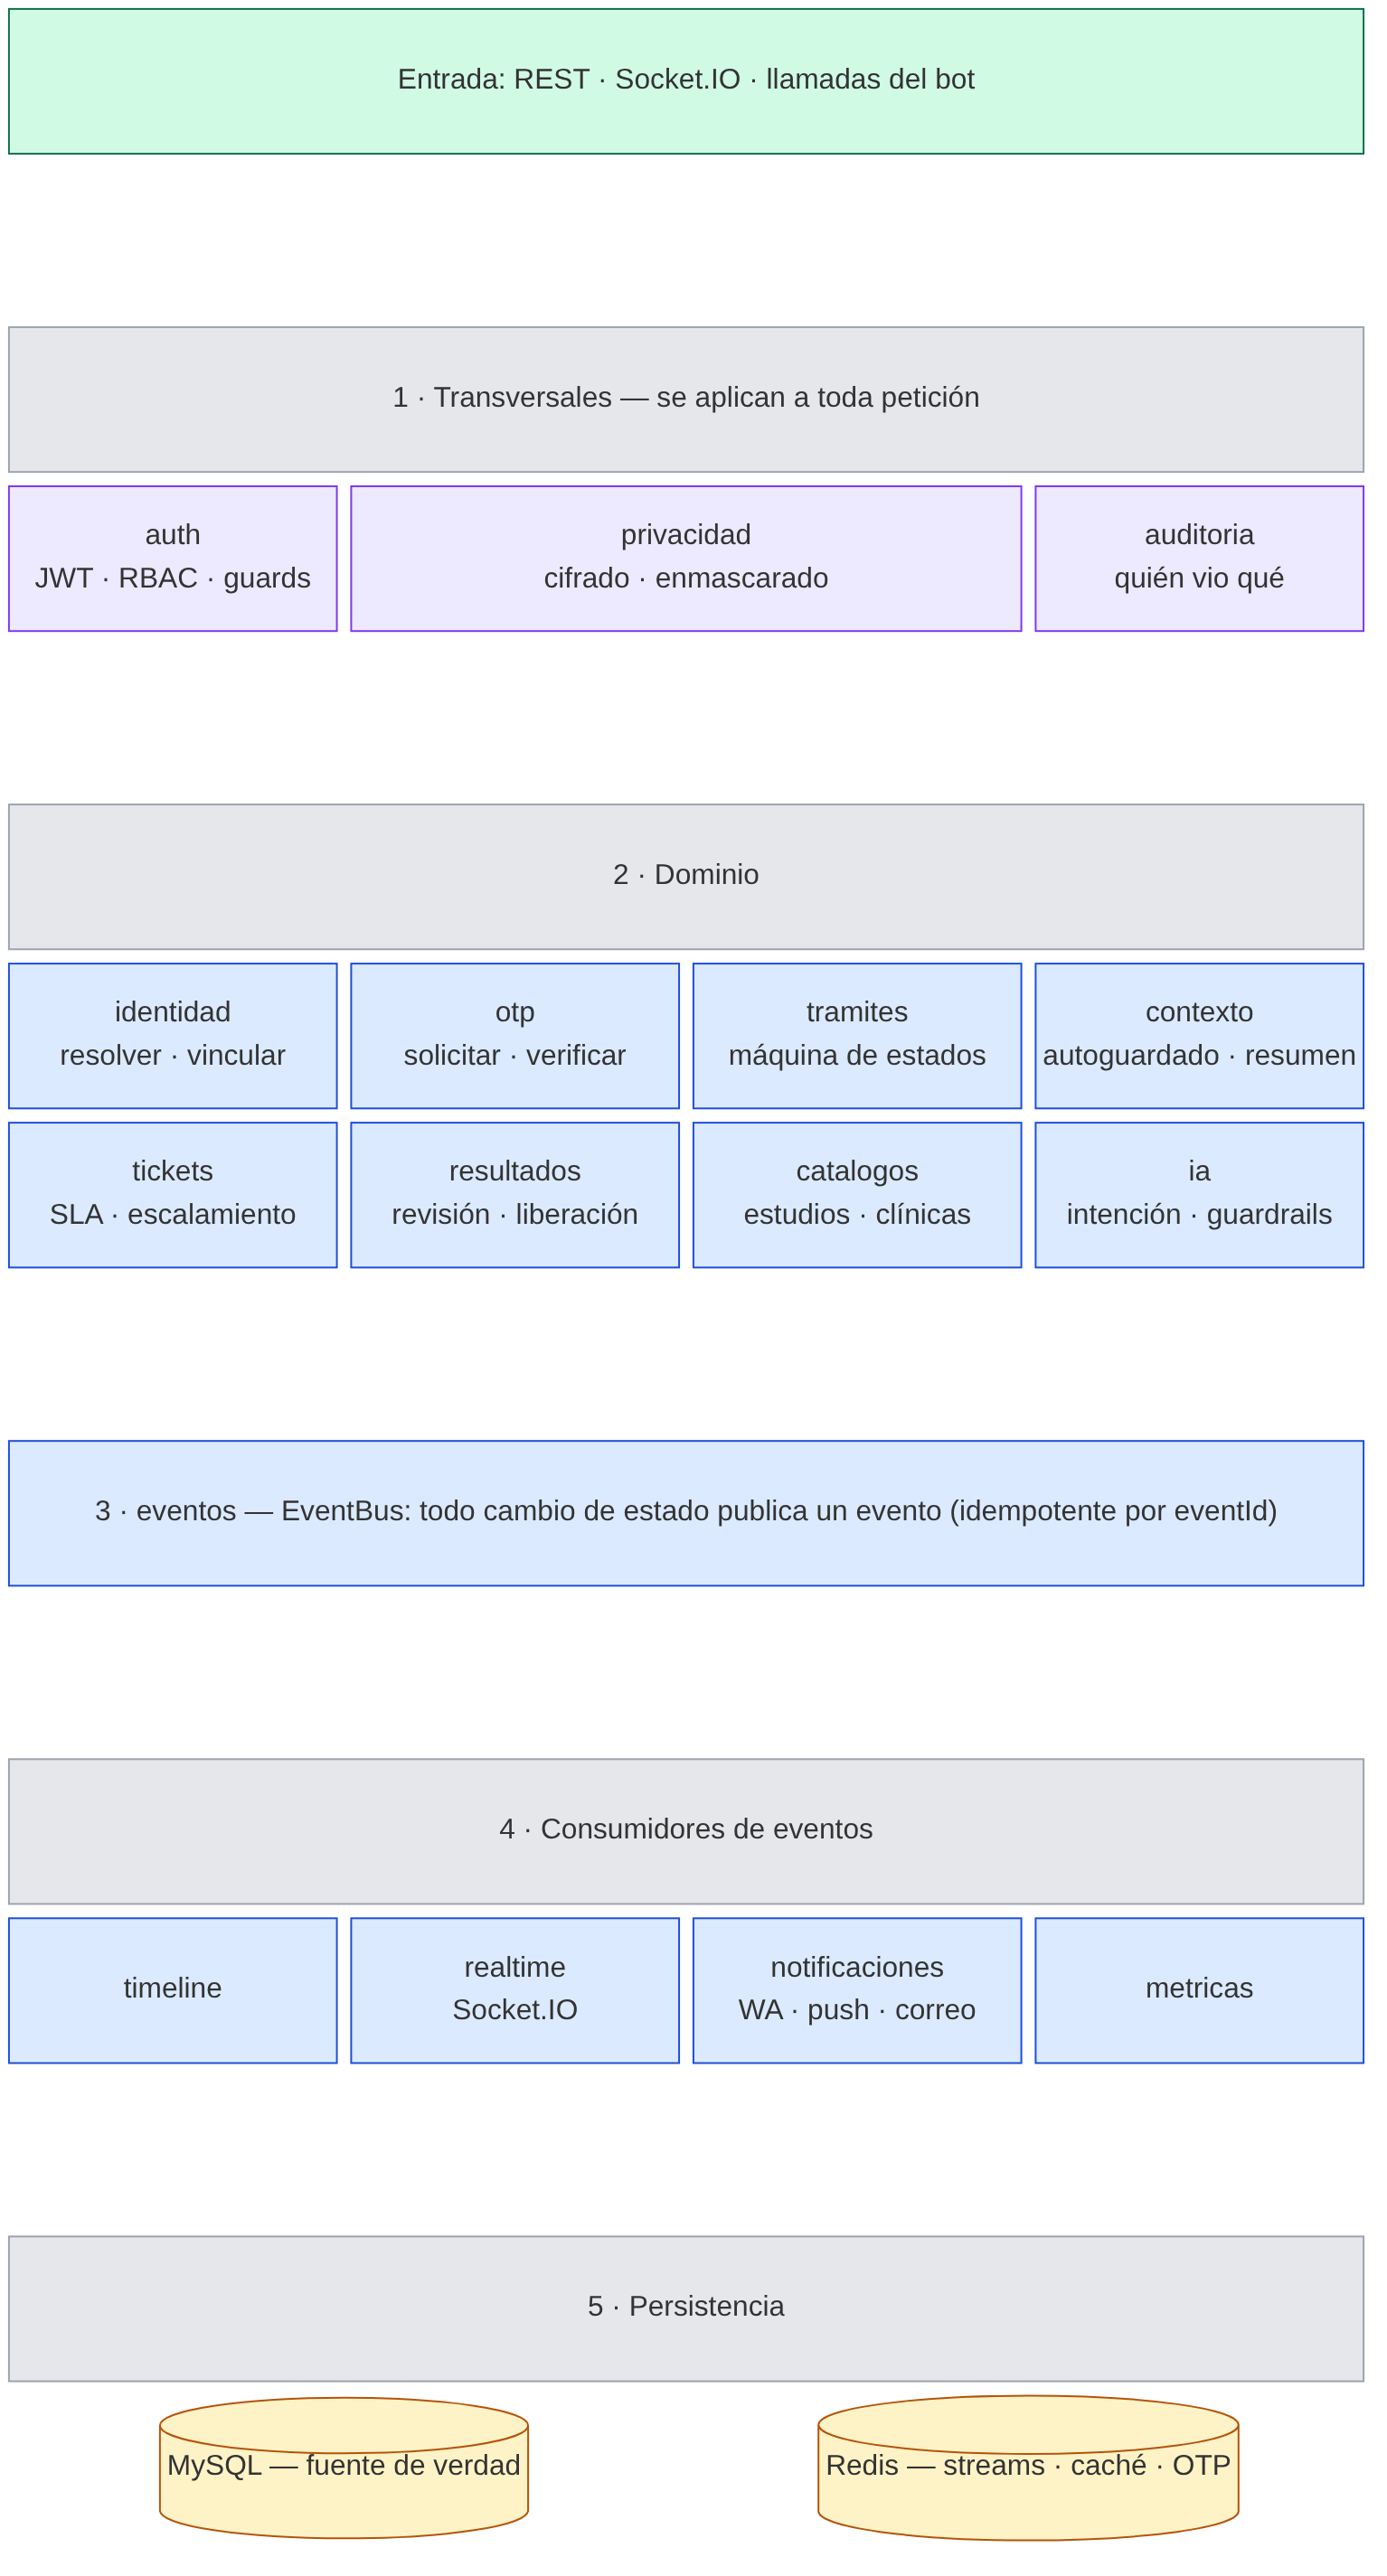 Entrada: REST · Socket.IO · llamadas del bot
1 · Transversales — se aplican a toda petición
auth
JWT · RBAC · guards
privacidad
cifrado · enmascarado
auditoria
quién vio qué
2 · Dominio
identidad
resolver · vincular
otp
solicitar · verificar
tramites
máquina de estados
contexto
autoguardado · resumen
tickets
SLA · escalamiento
resultados
revisión · liberación
catalogos
estudios · clínicas
ia
intención · guardrails
3 · eventos — EventBus: todo cambio de estado publica un evento (idempotente por eventId)
4 · Consumidores de eventos
timeline
realtime
Socket.IO
notificaciones
WA · push · correo
metricas
5 · Persistencia
MySQL — fuente de verdad
Redis — streams · caché · OTP